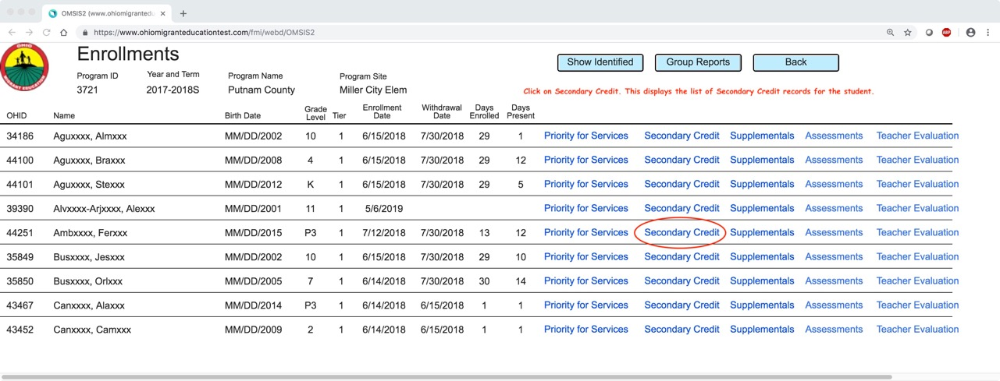 OMSIS2 (www.ohiomigranteduc
https://www.ohiomigranteducationtest.com/fmi/webd/OMSIS2
ABP
OHIO
MIGRANT EDUCATION
Enrollments
Show Identified Group Reports Back
Program ID Year and Term Program Name Program Site
3721 2017-2018S Putnam County Miller City Elem
Click on Secondary Credit. This displays the list of Secondary Credit records for the student.
OHID Name Birth Date Grade Level Tier Enrollment Date Withdrawal Date Days Enrolled Days Present
34186 Aguxxxx, Almxxx MM/DD/2002 10 1 6/15/2018 7/30/2018 29 1 Priority for Services Secondary Credit Supplementals Assessments Teacher Evaluation
44100 Aguxxxx, Braxxx MM/DD/2008 4 1 6/15/2018 7/30/2018 29 12 Priority for Services Secondary Credit Supplementals Assessments Teacher Evaluation
44101 Aguxxxx, Stexxx MM/DD/2012 K 1 6/15/2018 7/30/2018 29 5 Priority for Services Secondary Credit Supplementals Assessments Teacher Evaluation
39390 Alvxxxx-Arjxxxx, Alexxx MM/DD/2001 11 1 5/6/2019 Priority for Services Secondary Credit Supplementals Assessments Teacher Evaluation
44251 Ambxxxx, Ferxxx MM/DD/2015 P3 1 7/12/2018 7/30/2018 13 12 Priority for Services Secondary Credit Supplementals Assessments Teacher Evaluation
35849 Busxxxx, Jesxxx MM/DD/2002 10 1 6/15/2018 7/30/2018 29 10 Priority for Services Secondary Credit Supplementals Assessments Teacher Evaluation
35850 Busxxxx, Orlxxx MM/DD/2005 7 1 6/14/2018 7/30/2018 30 14 Priority for Services Secondary Credit Supplementals Assessments Teacher Evaluation
43467 Canxxxx, Alaxxx MM/DD/2014 P3 1 6/14/2018 6/15/2018 1 1 Priority for Services Secondary Credit Supplementals Assessments Teacher Evaluation
43452 Canxxxx, Camxxx MM/DD/2009 2 1 6/14/2018 6/15/2018 1 1 Priority for Services Secondary Credit Supplementals Assessments Teacher Evaluation